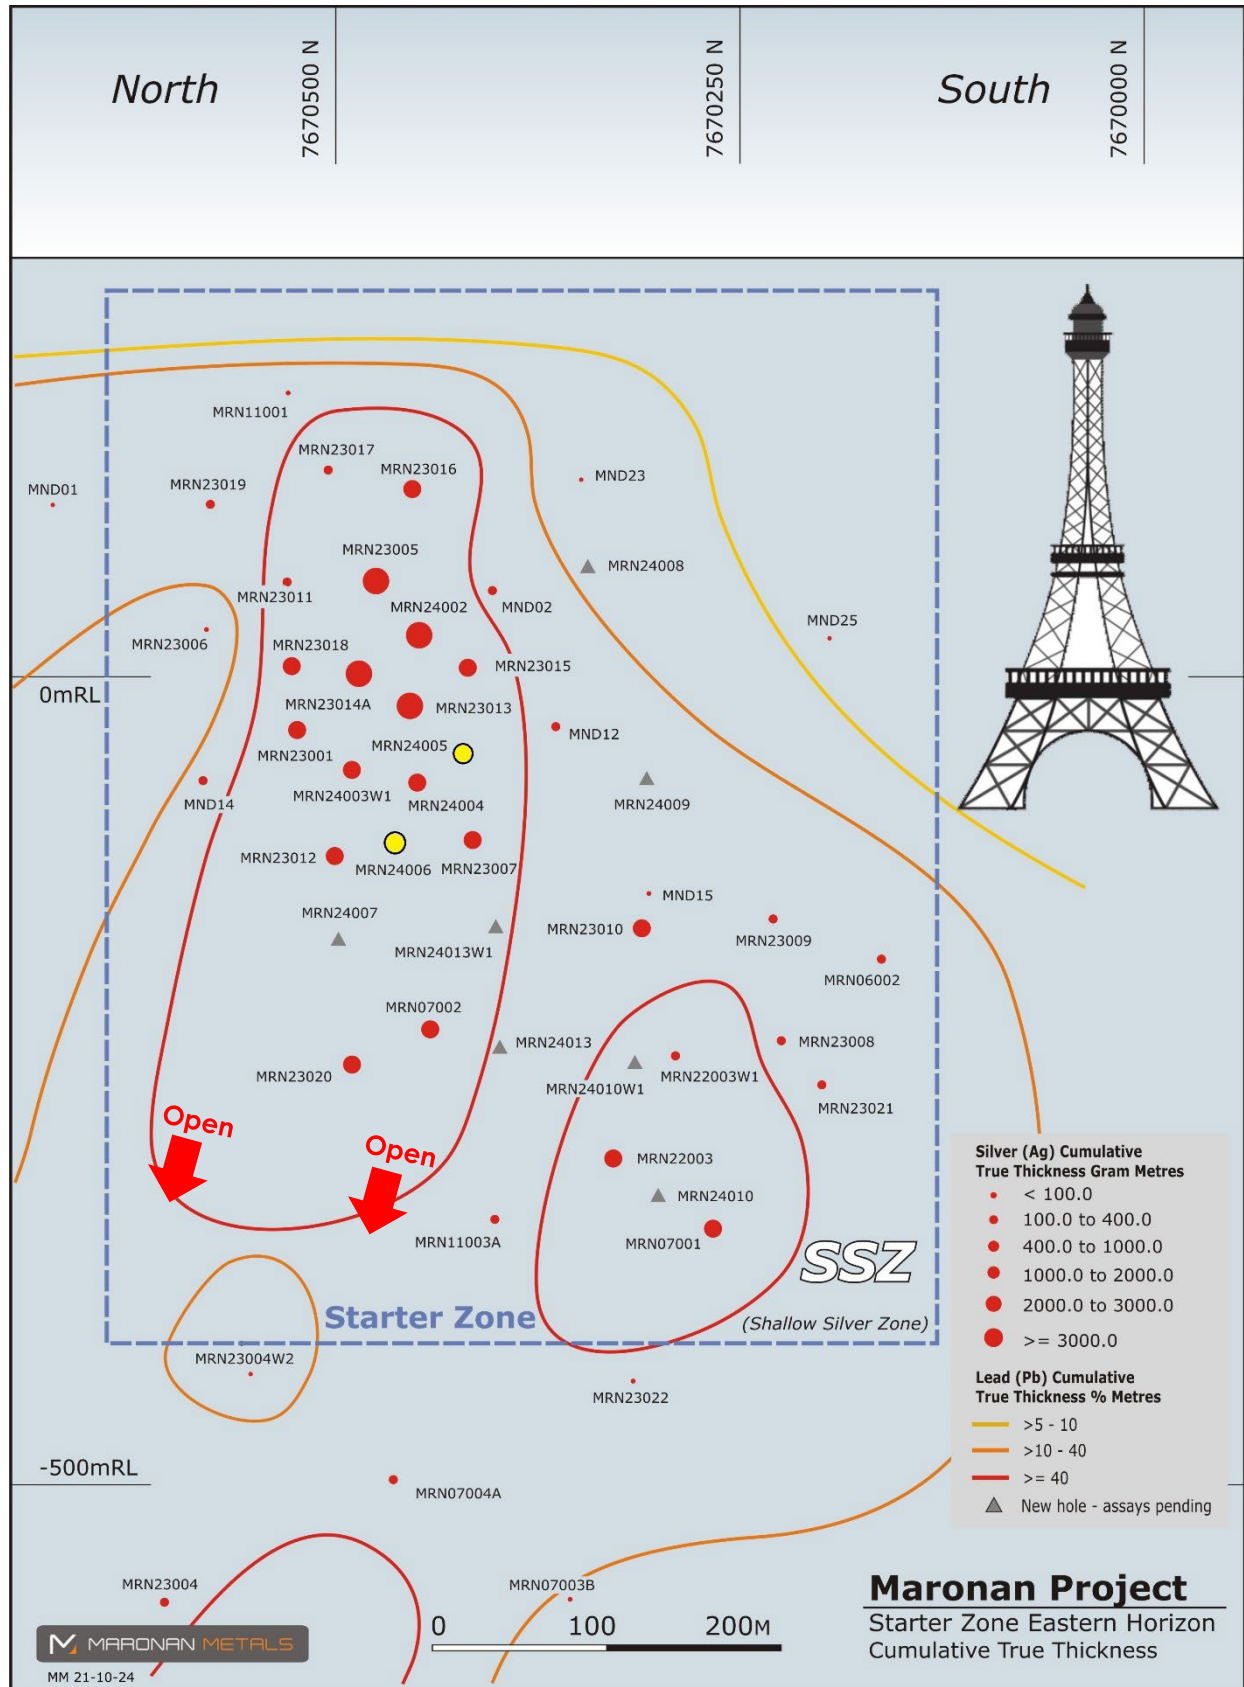 North
7670500 N
7670250 N
South
7670000 N
MRN11001
MRN23017
MRN23016
MND23
MND01
MRN23019
MRN23005
MRN24008
MRN23011
MRN24002
MND02
MND25
MRN23006
MRN23018
MRN23015
0mRL
MRN23014A
MRN23013
MRN24005
MND12
MRN23001
MRN24003W1
MRN24004
MND14
MRN24009
MRN23012
MRN24006
MRN23007
MND15
MRN24007
MRN23010
MRN23009
MRN24013W1
MRN06002
MRN07002
MRN24013
MRN23008
MRN23020
MRN24010W1
MRN22003W1
MRN23021
Open
Open
MRN22003
MRN24010
MRN11003A
MRN07001
SSZ
Starter Zone
(Shallow Silver Zone)
MRN23004W2
MRN23022
-500mRL
MRN07004A
MRN23004
MRN07003B
Silver (Ag) Cumulative
True Thickness Gram Metres
< 100.0
100.0 to 400.0
400.0 to 1000.0
1000.0 to 2000.0
2000.0 to 3000.0
>= 3000.0
Lead (Pb) Cumulative
True Thickness % Metres
>5 - 10
>10 - 40
>= 40
New hole - assays pending
0 100 200M
MARONAN METALS
MM 21-10-24
Maronan Project
Starter Zone Eastern Horizon
Cumulative True Thickness